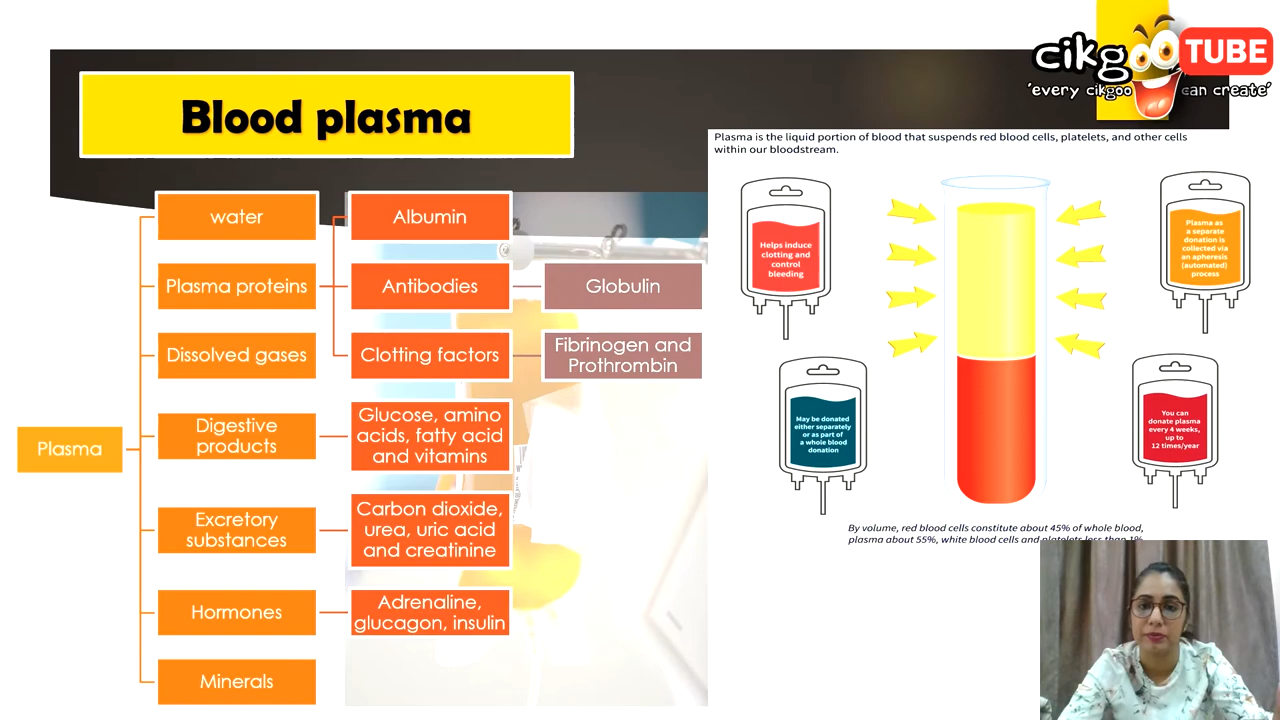 cikgoo TUBE
'every cikgoo can create'
Blood plasma
Plasma is the liquid portion of blood that suspends red blood cells, platelets, and other cells
within our bloodstream.
Plasma
water
Plasma proteins
Albumin
Antibodies
Globulin
Clotting factors
Fibrinogen and
Prothrombin
Dissolved gases
Digestive
products
Glucose, amino
acids, fatty acid
and vitamins
Excretory
substances
Carbon dioxide,
urea, uric acid
and creatinine
Hormones
Adrenaline,
glucagon, insulin
Minerals
Helps induce
clotting and
control
bleeding
Plasma as
a separate
donation is
collected via
an apheresis
(automated)
process
May be donated
either separately
or as part of
a whole blood
donation
You can
donate plasma
every 4 weeks,
up to
12 times/year
By volume, red blood cells constitute about 45% of whole blood,
plasma about 55%, white blood cells and platelets less than 1%